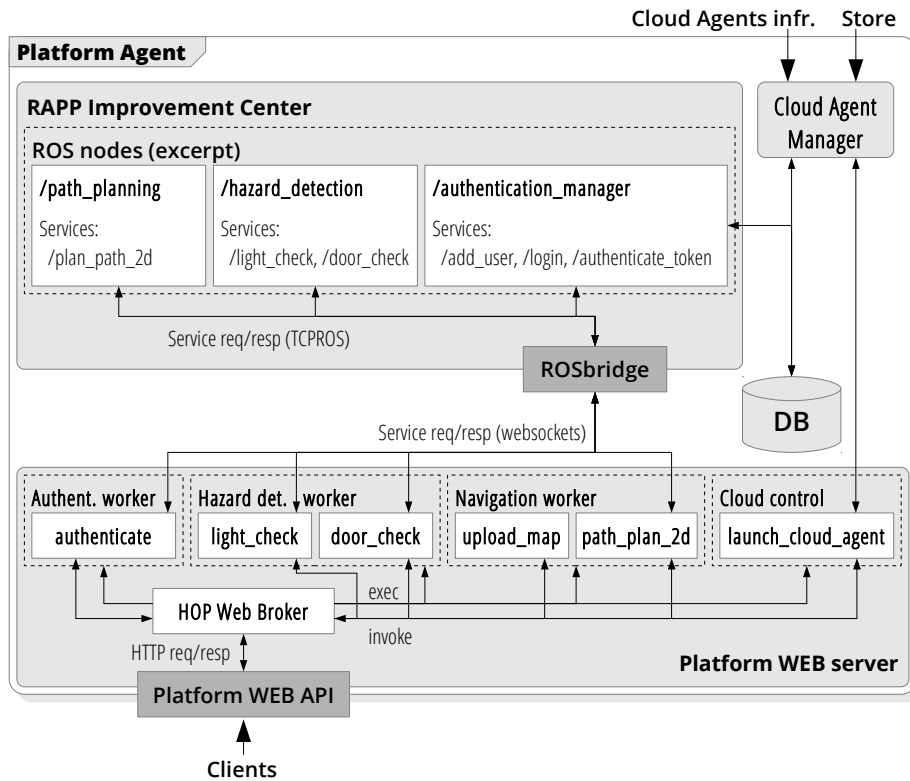 Cloud Agents infr. Store
Platform Agent
RAPP Improvement Center
Cloud Agent
Manager
ROS nodes (excerpt)
/path_planning
Services:
/plan_path_2d
/hazard_detection
Services:
/light_check, /door_check
/authentication_manager
Services:
/add_user, /login, /authenticate_token
Service req/resp (TCPROS)
ROSbridge
DB
Service req/resp (websockets)
Authent. worker
authenticate
Hazard det. worker
light_check
door_check
Navigation worker
upload_map
path_plan_2d
Cloud control
launch_cloud_agent
exec
HOP Web Broker
invoke
HTTP req/resp
Platform WEB server
Platform WEB API
Clients